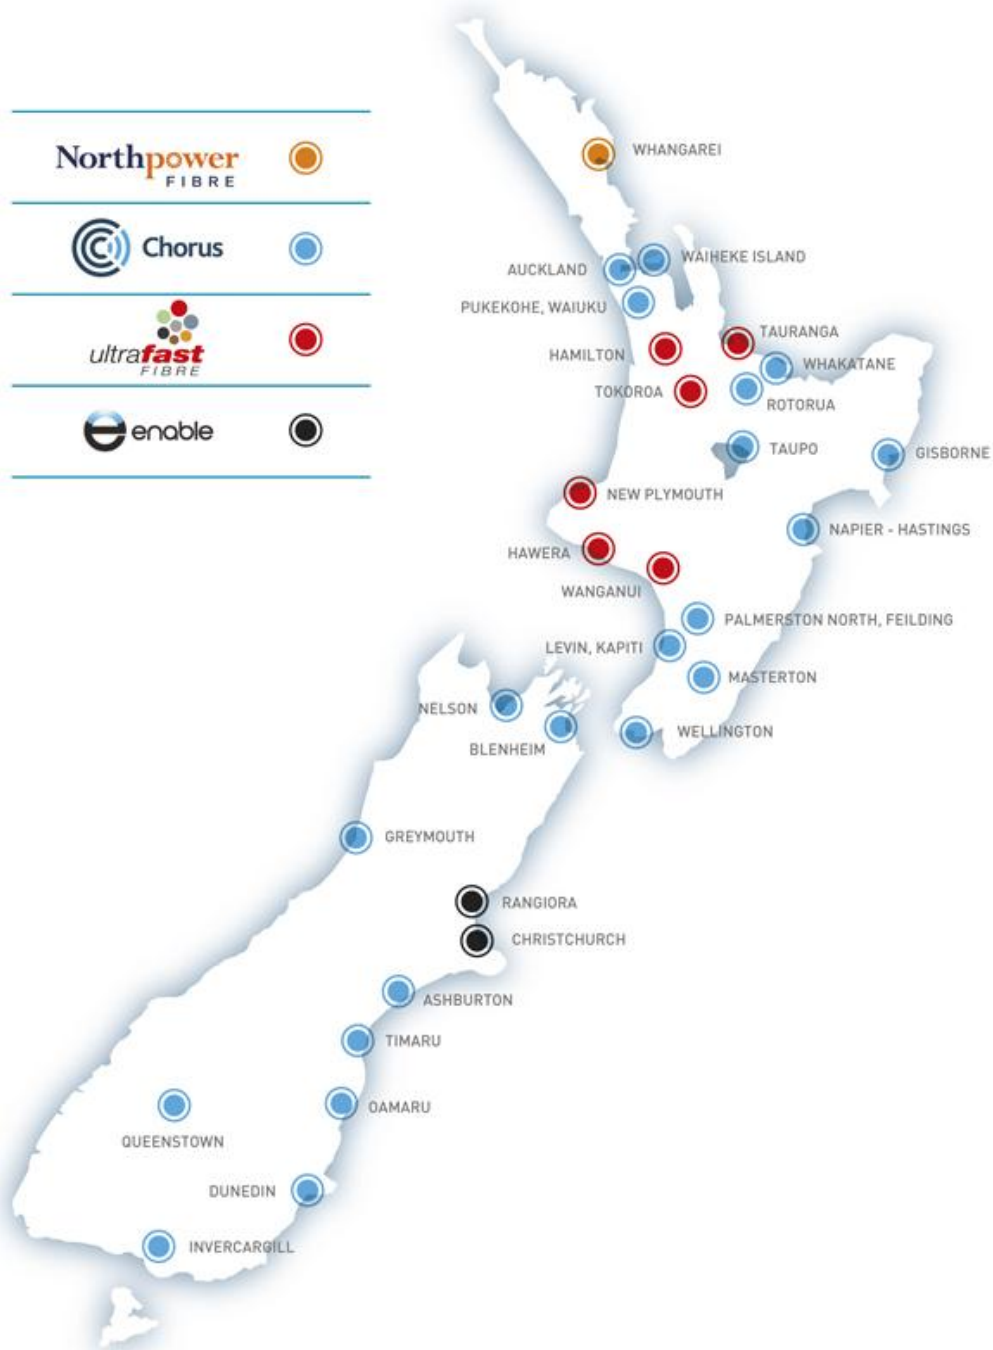 Northpower
FIBRE
Chorus
ultrafast
FIBRE
enable
WHANGAREI
WAIHEKE ISLAND
AUCKLAND
PUKEKOHE, WAIUKU
TAURANGA
HAMILTON
WHAKATANE
TOKOROA
ROTORUA
TAUPO
GISBORNE
NEW PLYMOUTH
NAPIER - HASTINGS
HAWERA
WANGANUI
PALMERSTON NORTH, FEILDING
LEVIN, KAPITI
MASTERTON
NELSON
WELLINGTON
BLENHEIM
GREYMOUTH
RANGIORA
CHRISTCHURCH
ASHBURTON
TIMARU
OAMARU
QUEENSTOWN
DUNEDIN
INVERCARGILL